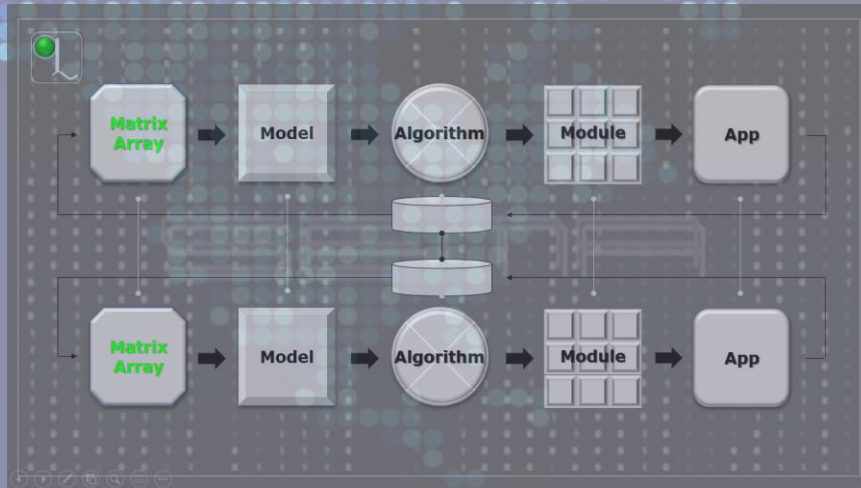 Matrix
Array
Model
Algorithm
Module
App
Matrix
Array
Model
Algorithm
Module
App